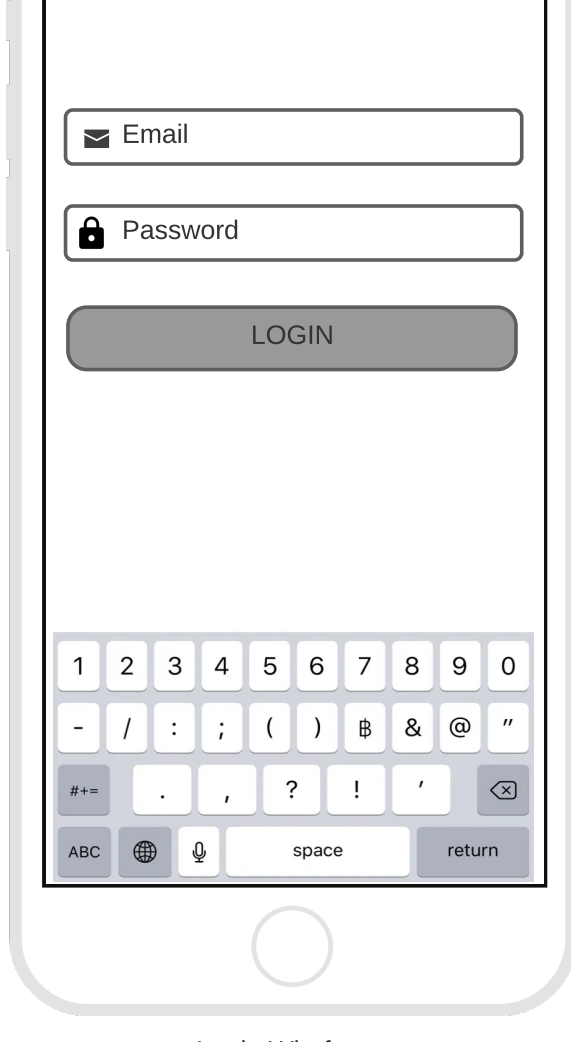 Email
Password
LOGIN
1 2 3 4 5 6 7 8 9 0
- / : ; ( ) ฿ & @ "
#+= . , ? ! '
ABC space return